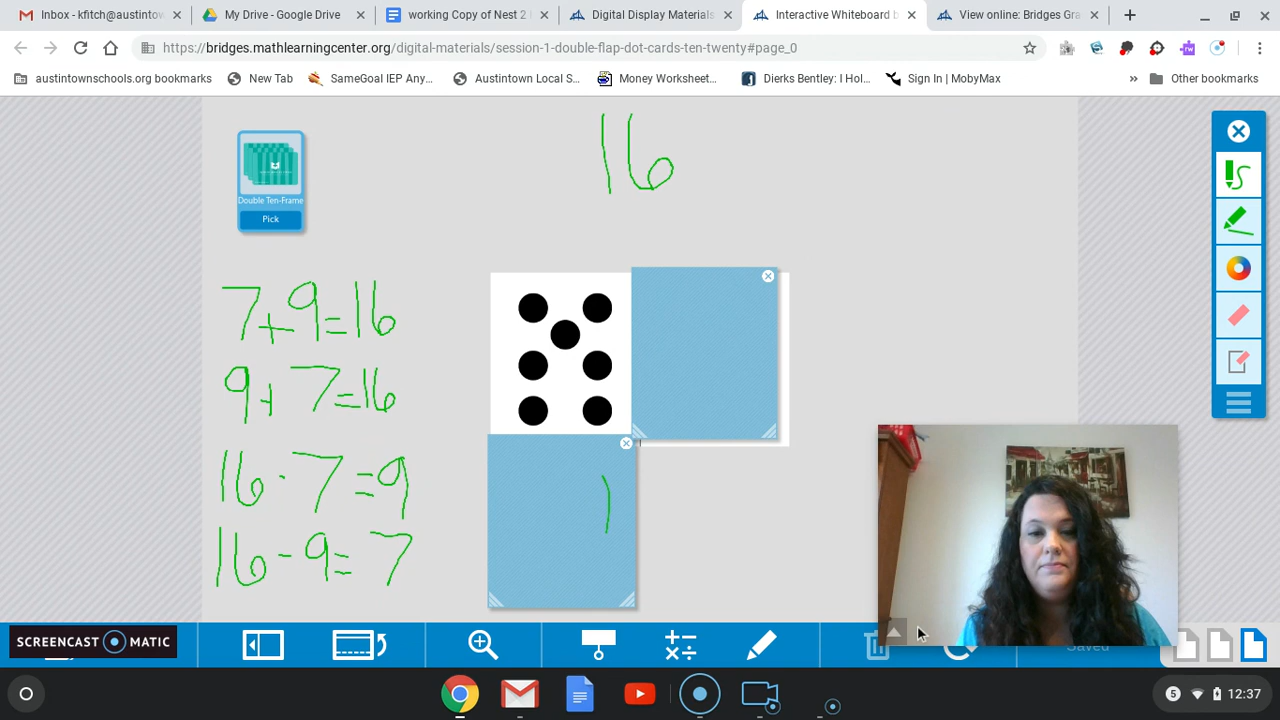 Inbox - kfitch@austintow
My Drive - Google Drive
working Copy of Nest 2
Digital Display Materials
Interactive Whiteboard b
View online: Bridges Gra
https://bridges.mathlearningcenter.org/digital-materials/session-1-double-flap-dot-cards-ten-twenty#page_0
austintownschools.org bookmarks
New Tab
SameGoal IEP Any...
Austintown Local S...
Money Worksheet...
Dierks Bentley: I Hol...
Sign In | MobyMax
» Other bookmarks
16
Double Ten-Frame
Pick
7+9=16
9+7=16
16-7=9
16-9=7
1
SCREENCAST-O-MATIC
Saved
5
12:37